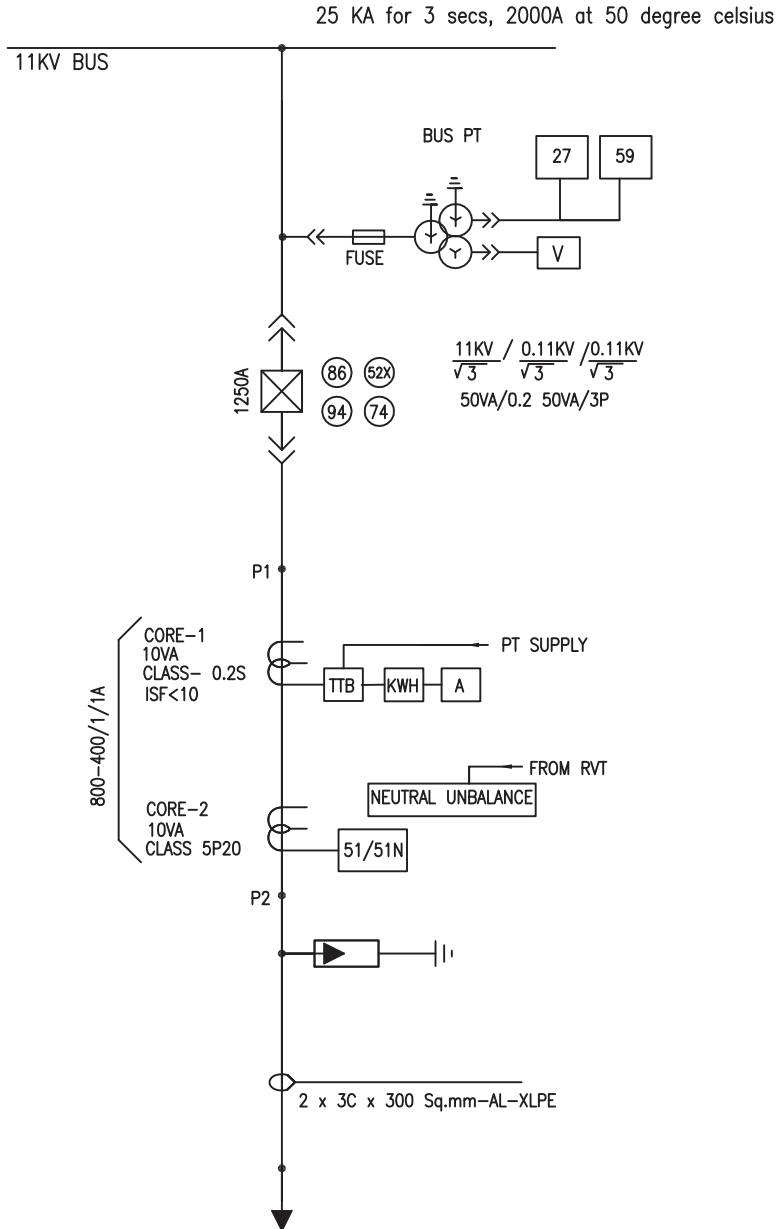 25 KA for 3 secs, 2000A at 50 degree celsius
11KV BUS
BUS PT
27
59
FUSE
V
1250A
86
52X
94
74
11KV/√3 / 0.11KV/√3 / 0.11KV/√3
50VA/0.2 50VA/3P
P1
CORE-1
10VA
CLASS- 0.2S
ISF<10
PT SUPPLY
TTB
KWH
A
800-400/1/1A
FROM RVT
NEUTRAL UNBALANCE
CORE-2
10VA
CLASS 5P20
51/51N
P2
2 x 3C x 300 Sq.mm-AL-XLPE